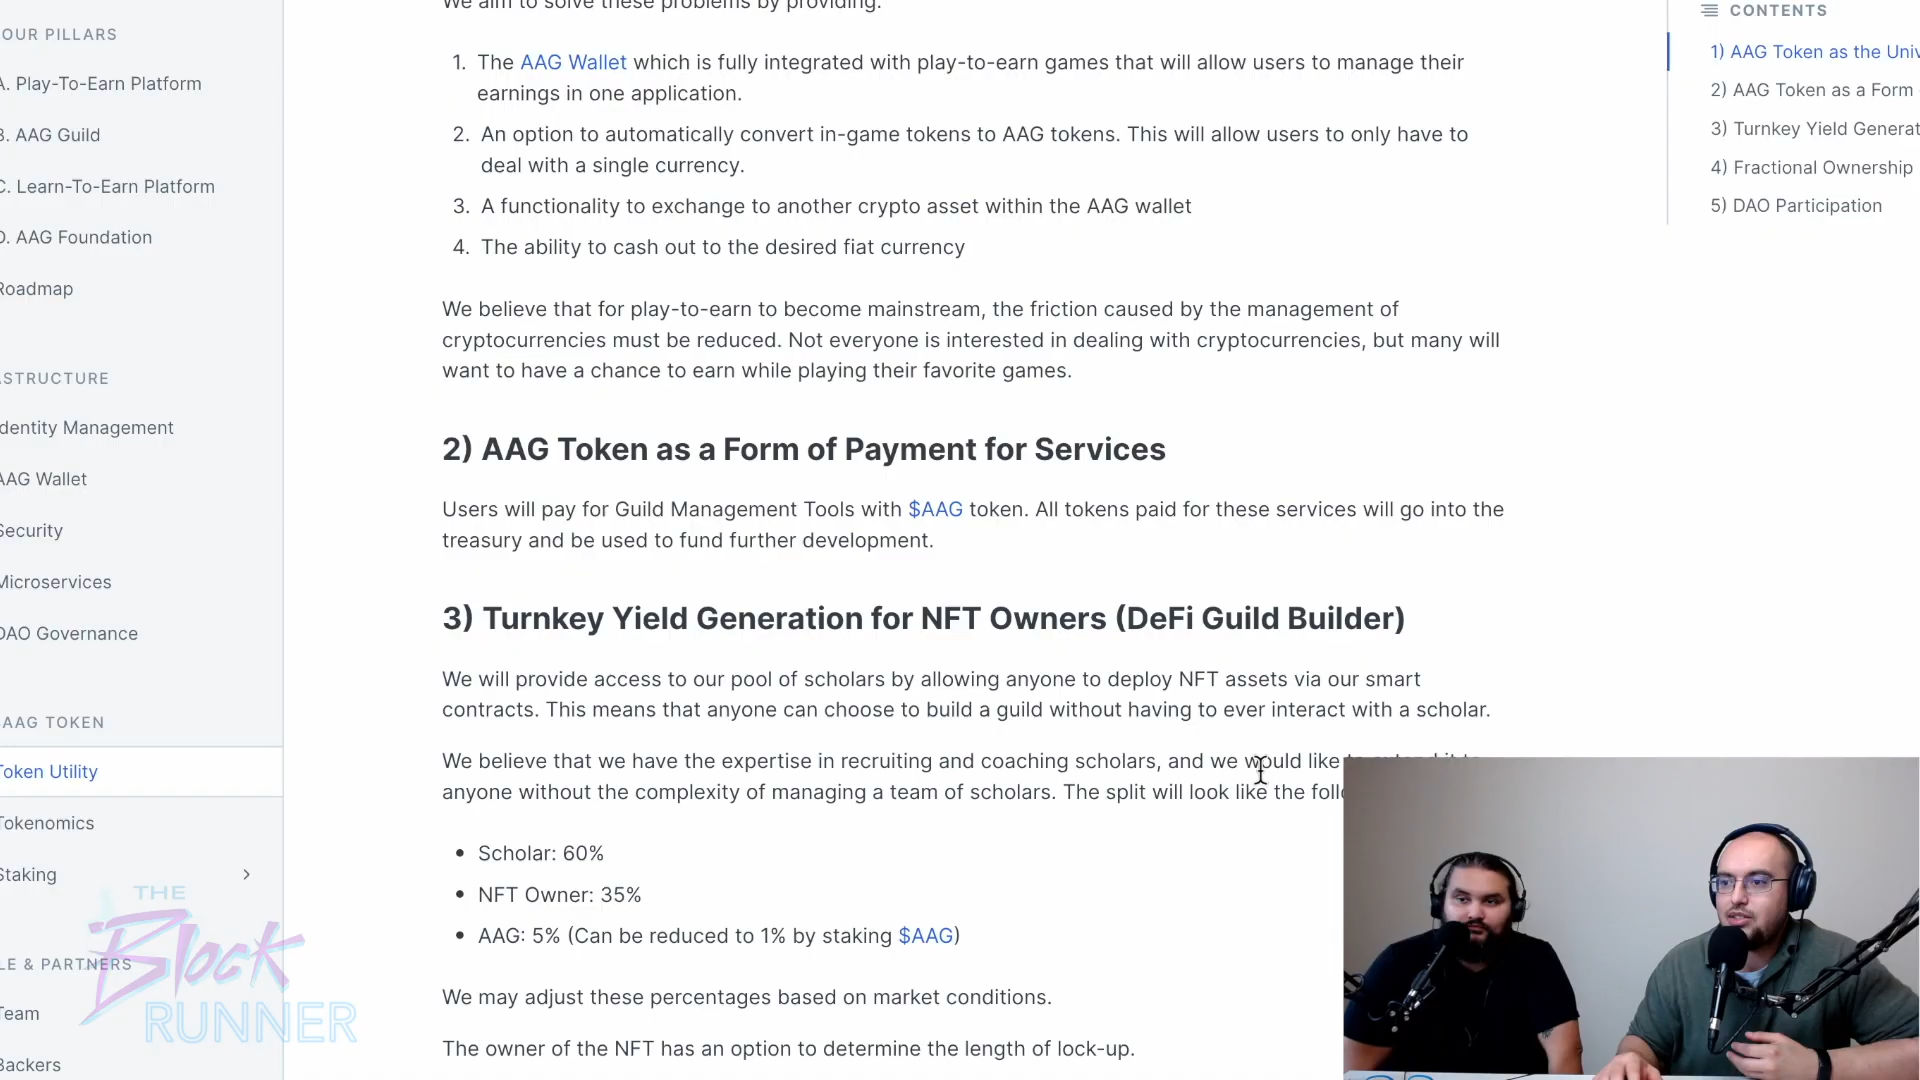 OUR PILLARS
A. Play-To-Earn Platform
B. AAG Guild
C. Learn-To-Earn Platform
D. AAG Foundation
Roadmap
ASTRUCTURE
dentity Management
AAG Wallet
Security
Microservices
DAO Governance
AAG TOKEN
Token Utility
Tokenomics
Staking
LE & PARTNERS
Team
Backers
We aim to solve these problems by providing:
1. The AAG Wallet which is fully integrated with play-to-earn games that will allow users to manage their
earnings in one application.
2. An option to automatically convert in-game tokens to AAG tokens. This will allow users to only have to
deal with a single currency.
3. A functionality to exchange to another crypto asset within the AAG wallet
4. The ability to cash out to the desired fiat currency
We believe that for play-to-earn to become mainstream, the friction caused by the management of
cryptocurrencies must be reduced. Not everyone is interested in dealing with cryptocurrencies, but many will
want to have a chance to earn while playing their favorite games.
2) AAG Token as a Form of Payment for Services
Users will pay for Guild Management Tools with $AAG token. All tokens paid for these services will go into the
treasury and be used to fund further development.
3) Turnkey Yield Generation for NFT Owners (DeFi Guild Builder)
We will provide access to our pool of scholars by allowing anyone to deploy NFT assets via our smart
contracts. This means that anyone can choose to build a guild without having to ever interact with a scholar.
We believe that we have the expertise in recruiting and coaching scholars, and we would like
anyone without the complexity of managing a team of scholars. The split will look like the foll
• Scholar: 60%
• NFT Owner: 35%
• AAG: 5% (Can be reduced to 1% by staking $AAG)
We may adjust these percentages based on market conditions.
The owner of the NFT has an option to determine the length of lock-up.
CONTENTS
1) AAG Token as the Univ
2) AAG Token as a Form
3) Turnkey Yield Generat
4) Fractional Ownership
5) DAO Participation
THE
Block
RUNNER